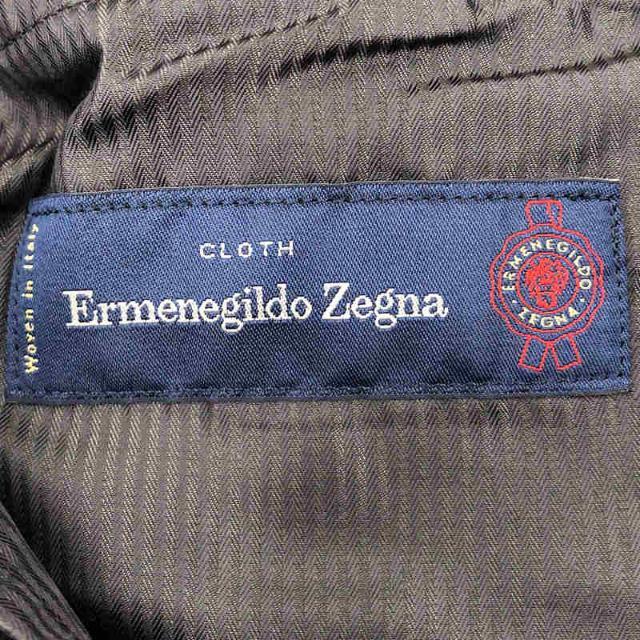 Woven in Italy
CLOTH
Ermenegildo Zegna
ERMENEGILDO
· ZEGNA ·